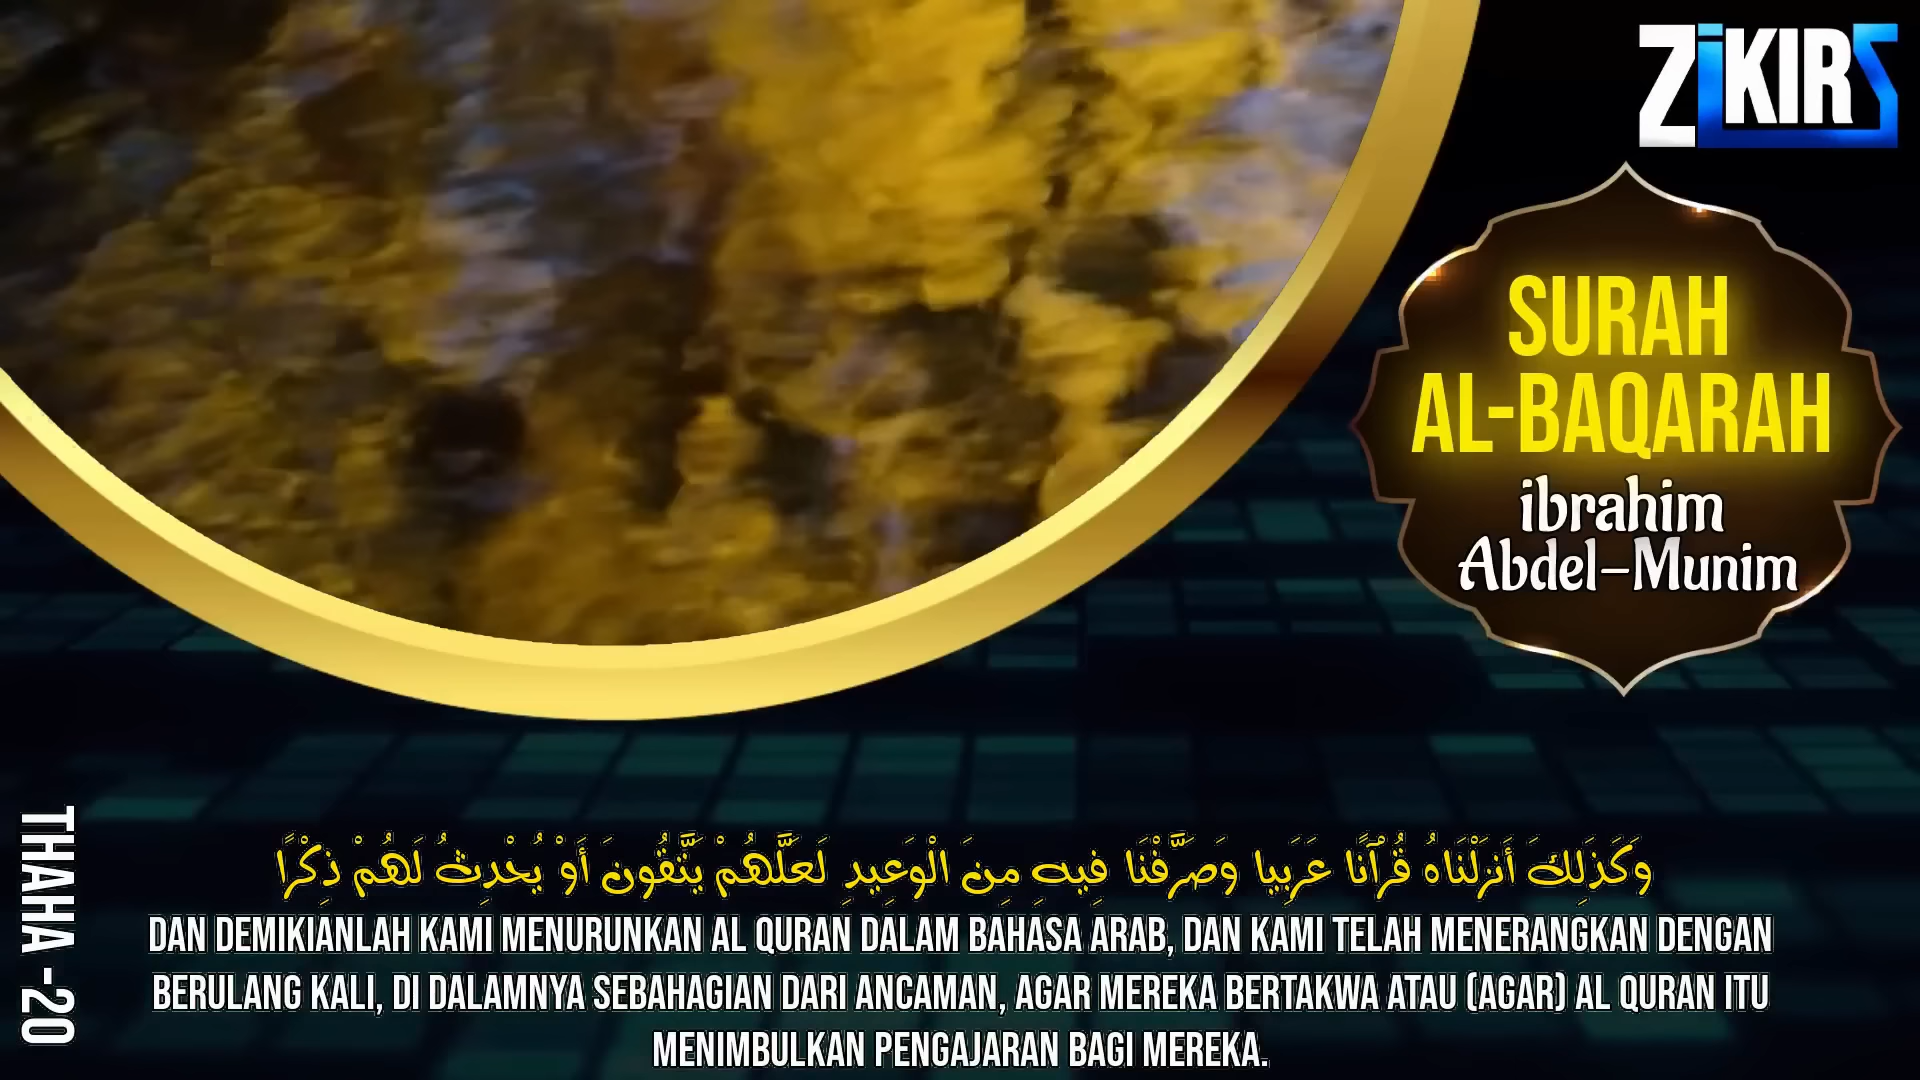 ZiKIRS
SURAH
AL-BAQARAH
ibrahim
Abdel-Munim
THAHA -20
وَكَذَلِكَ أَنزَلْنَاهُ قُرْآنًا عَرَبِيا وَصَرَّفْنَا فِيهِ مِنَ الْوَعِيدِ لَعَلَّهُمْ يَتَّقُونَ أَوْ يُحْدِثُ لَهُمْ ذِكْرًا
DAN DEMIKIANLAH KAMI MENURUNKAN AL QURAN DALAM BAHASA ARAB, DAN KAMI TELAH MENERANGKAN DENGAN
BERULANG KALI, DI DALAMNYA SEBAHAGIAN DARI ANCAMAN, AGAR MEREKA BERTAKWA ATAU (AGAR) AL QURAN ITU
MENIMBULKAN PENGAJARAN BAGI MEREKA.